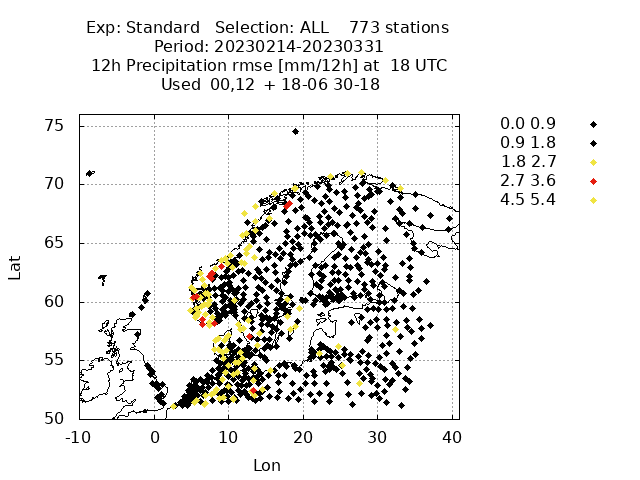 Exp: Standard   Selection: ALL    773 stations
Period: 20230214-20230331
12h Precipitation rmse [mm/12h] at  18 UTC
Used  00,12  + 18-06 30-18
0.0 0.9
0.9 1.8
1.8 2.7
2.7 3.6
4.5 5.4
75
70
65
60
55
50
Lat
-10 0 10 20 30 40
Lon